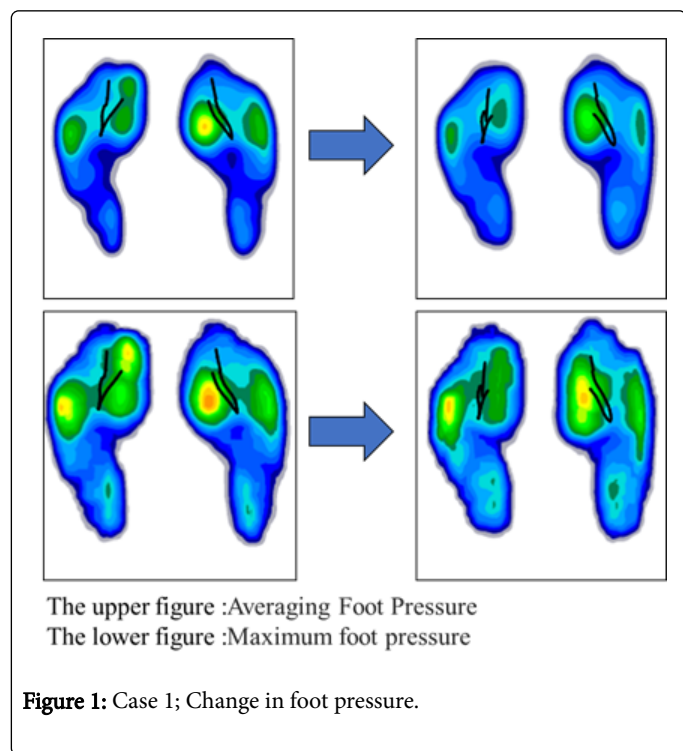 The upper figure :Averaging Foot Pressure
The lower figure :Maximum foot pressure
Figure 1: Case 1; Change in foot pressure.